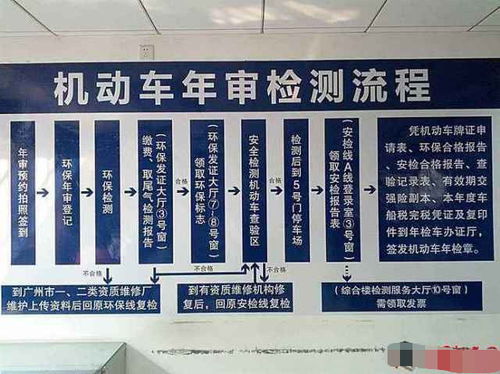 机动车年审检测流程
年审预约拍照签到
环保年审登记
环保检测
缴费、取尾气检测报告
(环保发证大厅③号窗)
合格
领取环保标志
(环保发证大厅⑦-⑧号窗)
安全检测机动车查验区
检测后到5号门停车场
合格
领取安检报告表
(安检线A线登录室③号窗)
凭机动车牌证申
请表、环保合格报告
、安检合格报告、查
验记录表、有效期交
强险副本、本年度车
船税完税凭证及复印
件到年检办证厅,
签发机动车年检章。
不合格
到广州市一、二类资质维修厂
维护上传资料后回原环保线复检
不合格
到有资质维修机构修
复后,回原安检线复检
(综合楼检测服务大厅10号窗)
需领取发票